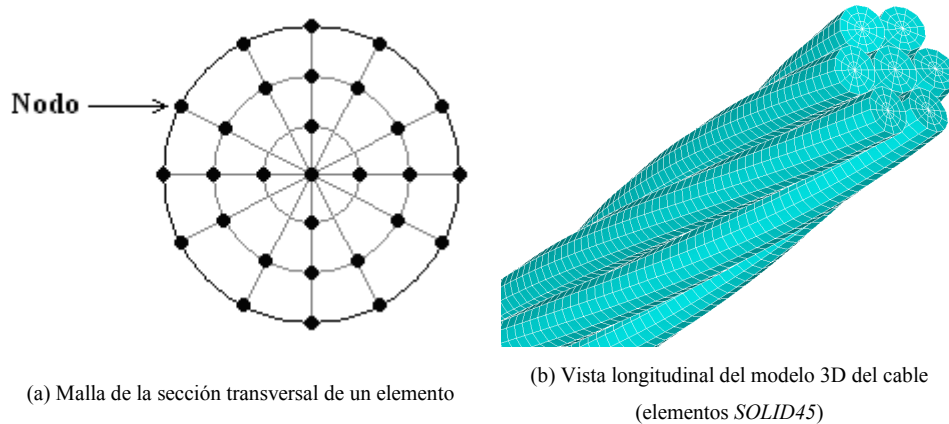 Nodo
(a) Malla de la sección transversal de un elemento
(b) Vista longitudinal del modelo 3D del cable
(elementos SOLID45)